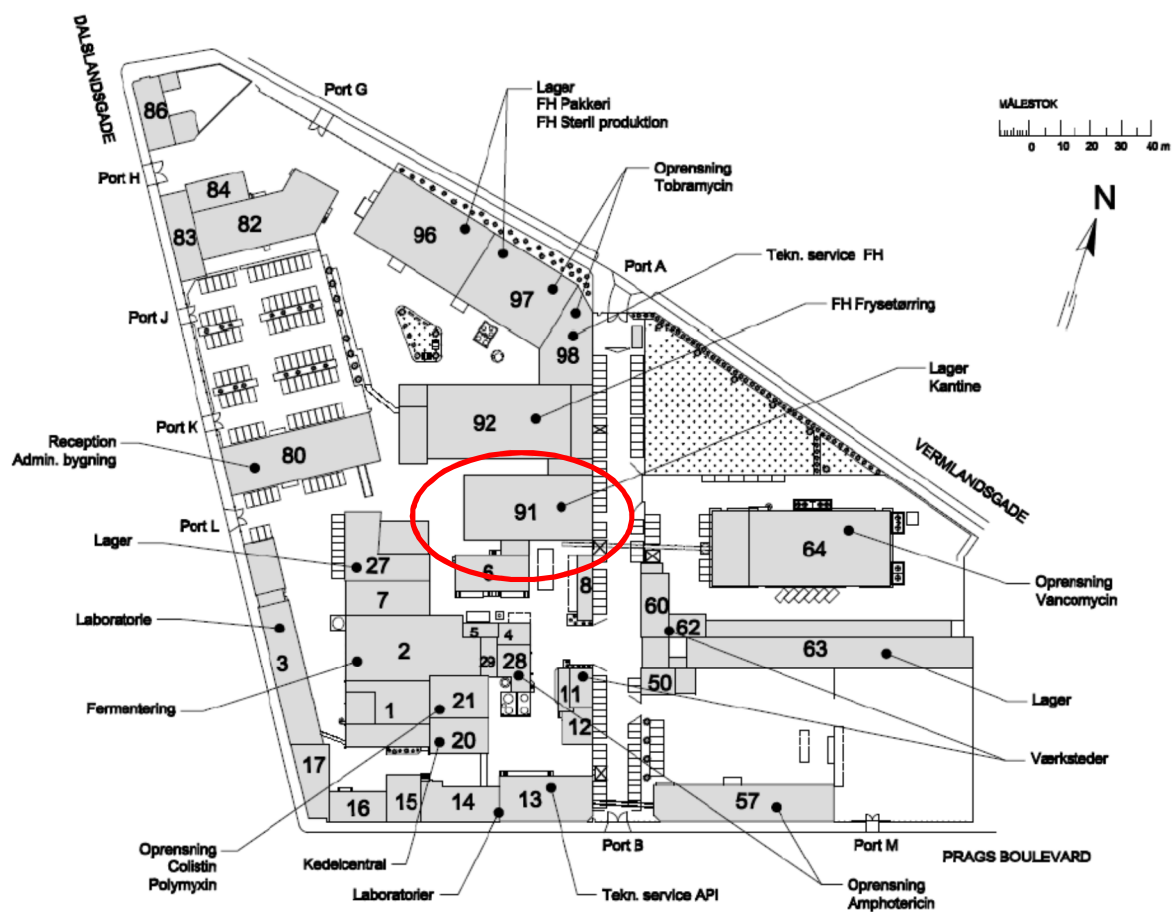 DALSLANDSGADE
86
Port G
Lager
FH Pakkeri
FH Steril produktion
MÅLESTOK
0 10 20 40 m
Port H
84
83
82
96
97
98
Oprensning
Tobramycin
N
Port A
Tekn. service FH
FH Frysetørring
Port J
Lager
Kantine
Port K
92
Reception
Admin. bygning
80
VERMLANDSGADE
91
Port L
Lager
27
6
8
64
7
60
Oprensning
Vancomycin
Laboratorie
5
4
62
2
3
29
28
63
50
Fermentering
21
11
Lager
1
12
20
Værksteder
17
16
15
14
13
57
Oprensning
Colistin
Polymyxin
Kedelcentral
Laboratorier
Tekn. service API
Port B
Port M
PRAGS BOULEVARD
Oprensning
Amphotericin